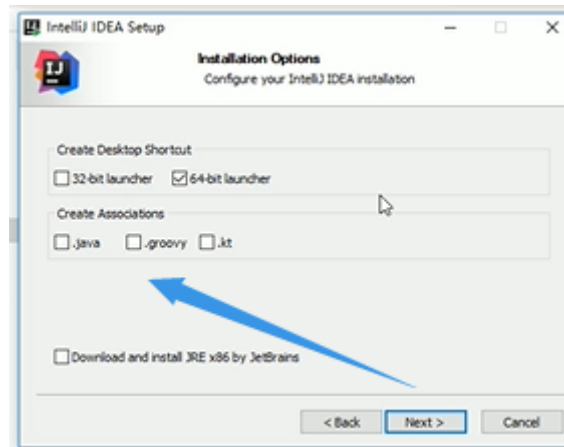 IntelliJ IDEA Setup
Installation Options
Configure your IntelliJ IDEA installation
Create Desktop Shortcut
32-bit launcher 64-bit launcher
Create Associations
.java .groovy .kt
Download and install JRE x86 by JetBrains
< Back Next > Cancel